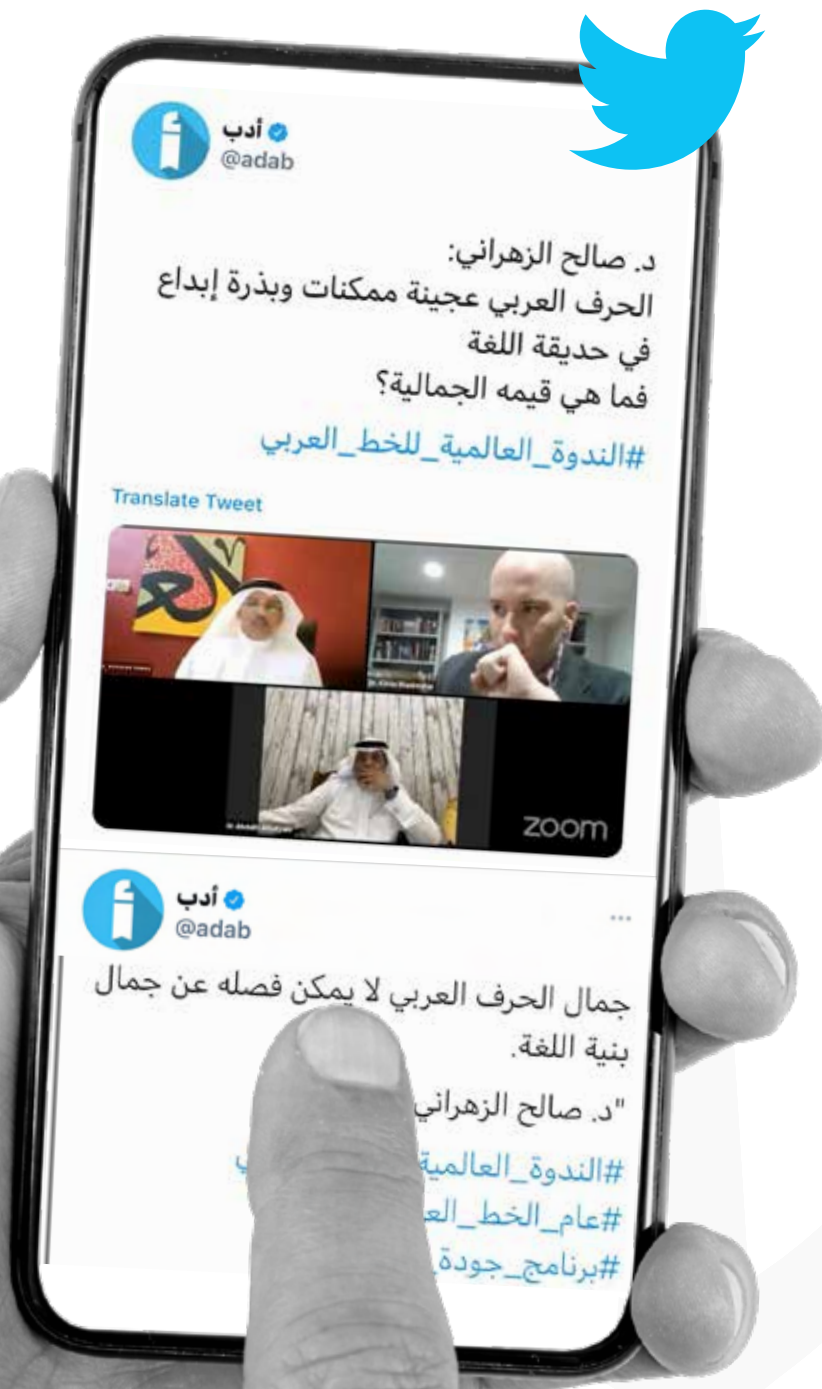 أدب
@adab
د. صالح الزهراني:
الحرف العربي عجينة ممكنات وبذرة إبداع
في حديقة اللغة
فما هي قيمه الجمالية؟
#الندوة_العالمية_للخط_العربي
Translate Tweet
zoom
أدب
@adab
جمال الحرف العربي لا يمكن فصله عن جمال
بنية اللغة.
"د. صالح الزهراني
#الندوة_العالمية
#عام_الخط
#برنامج_جودة